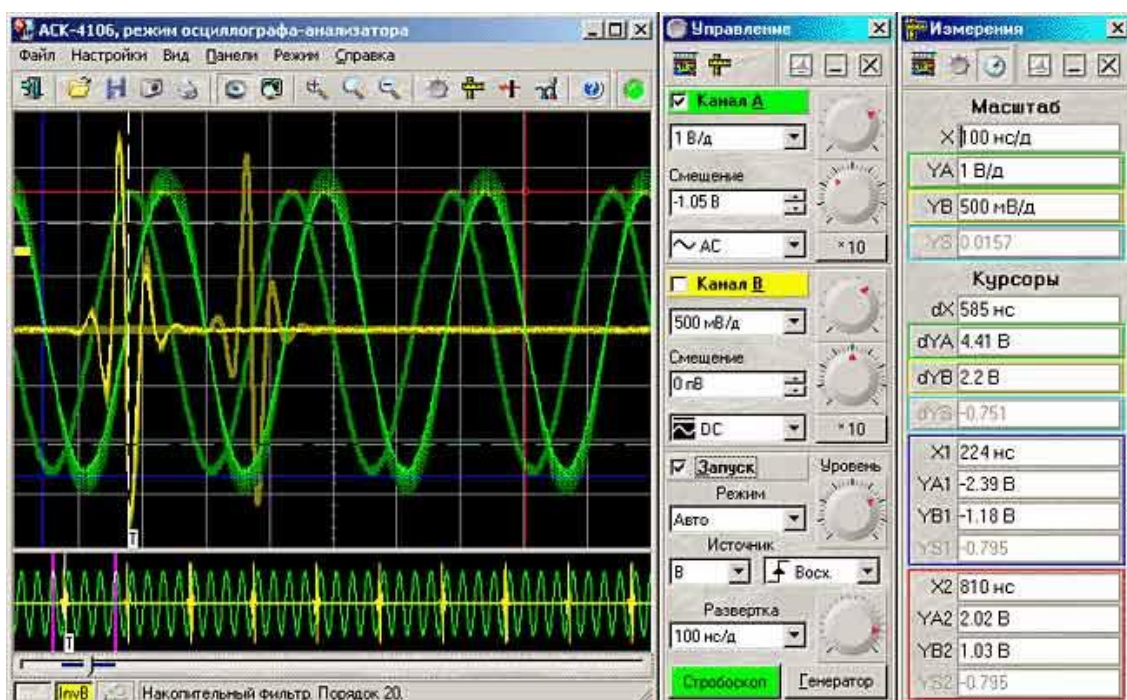 АСК-4106, режим осциллографа-анализатора
Файл Настройки Вид Панели Режим Справка
T
T
InvB Накопительный фильтр. Порядок 20.
Управление
Канал A
1 В/д
Смещение
-1.05 В
AC
* 10
Канал B
500 мВ/д
Смещение
0 пВ
DC
* 10
Запуск Уровень
Режим
Авто
Источник
B Восх.
Развертка
100 нс/д
Стробоскоп Генератор
Измерения
Масштаб
X 100 нс/д
YA 1 В/д
YB 500 мВ/д
YS 0.0157
Курсоры
dX 585 нс
dYA 4.41 В
dYB 2.2 В
dYS -0.751
X1 224 нс
YA1 -2.39 В
YB1 -1.18 В
YS1 -0.795
X2 810 нс
YA2 2.02 В
YB2 1.03 В
YS2 -0.795